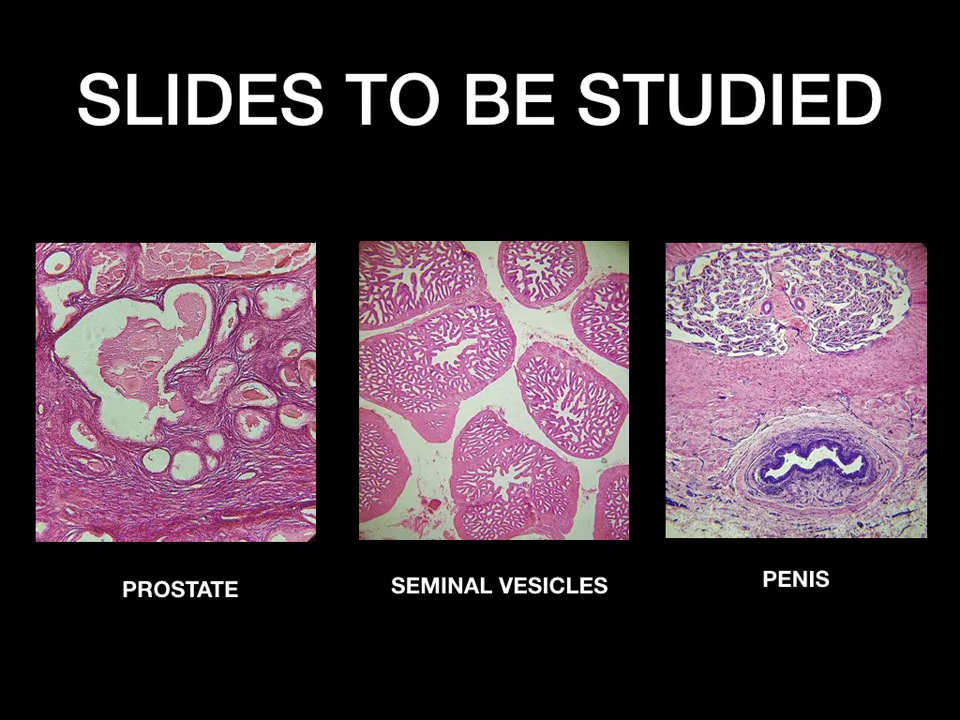 SLIDES TO BE STUDIED
PROSTATE
SEMINAL VESICLES
PENIS